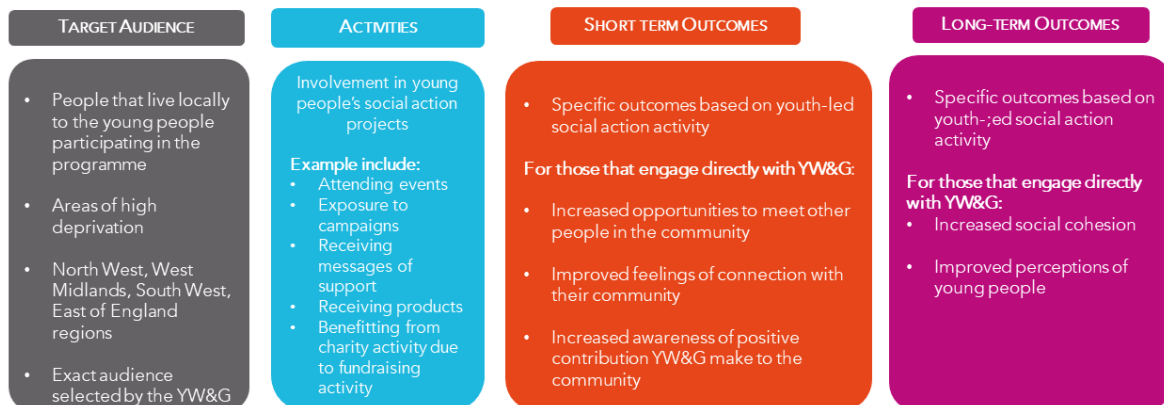 TARGET AUDIENCE
• People that live locally
to the young people
participating in the
programme
• Areas of high
deprivation
• North West, West
Midlands, South West,
East of England
regions
• Exact audience
selected by the YW&G
ACTIVITIES
Involvement in young
people's social action
projects
Example include:
• Attending events
• Exposure to
campaigns
• Receiving
messages of
support
• Receiving products
• Benefitting from
charity activity due
to fundraising
activity
SHORT TERM OUTCOMES
• Specific outcomes based on youth-led
social action activity
For those that engage directly with YW&G:
• Increased opportunities to meet other
people in the community
• Improved feelings of connection with
their community
• Increased awareness of positive
contribution YW&G make to the
community
LONG-TERM OUTCOMES
• Specific outcomes based on
youth-;ed social action
activity
For those that engage directly
with YW&G:
• Increased social cohesion
• Improved perceptions of
young people